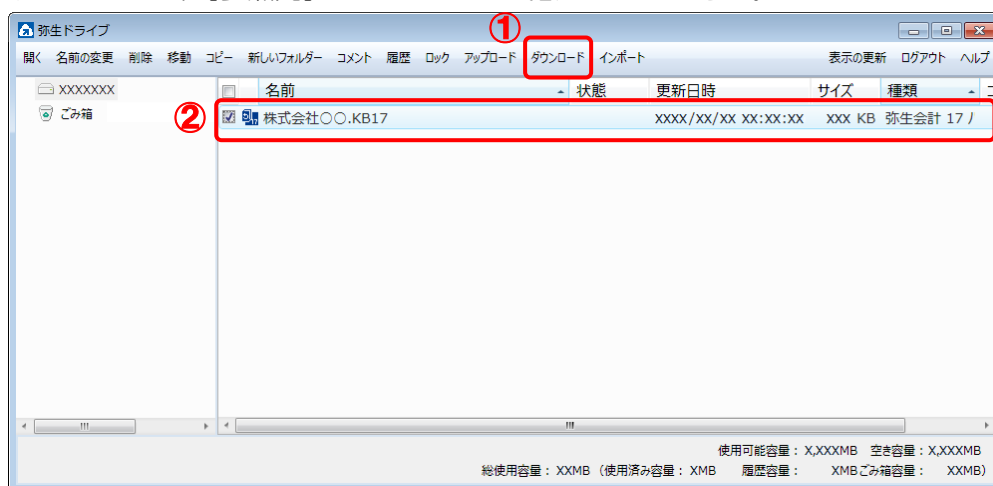 ①
弥生ドライブ
開く 名前の変更 削除 移動 コピー 新しいフォルダー コメント 履歴 ロック アップロード ダウンロード インポート 表示の更新 ログアウト ヘルプ
XXXXXXX 名前 状態 更新日時 サイズ 種類
ごみ箱 ② 株式会社○○.KB17 xxxx/xx/xx xx:xx:xx xxx KB 弥生会計 17
使用可能容量： X,XXXMB 空き容量：X,XXXMB
総使用容量： XXMB （使用済み容量： XMB 履歴容量： XMBごみ箱容量： XXMB）